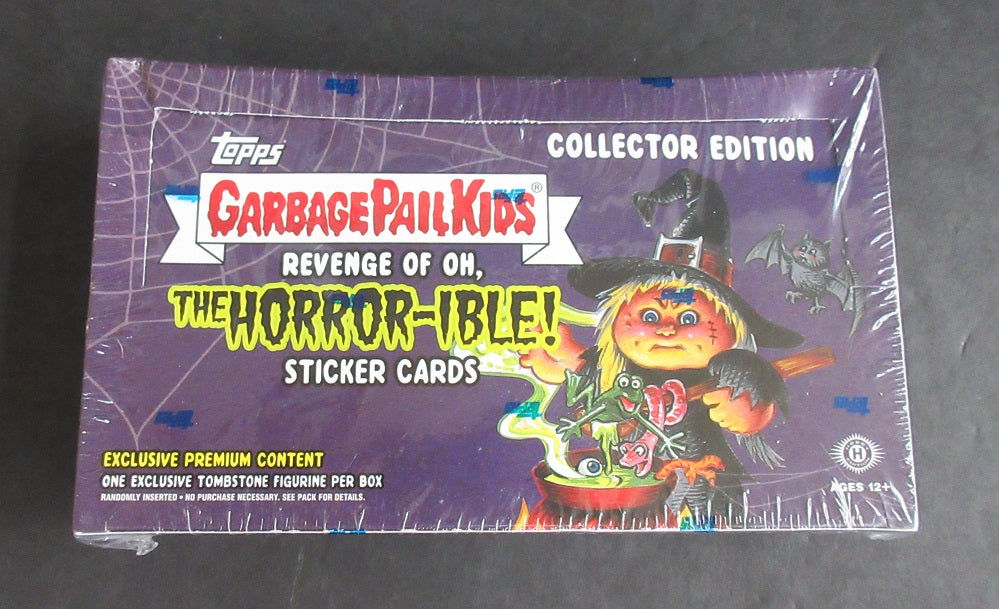 topps
COLLECTOR EDITION
GARBAGE PAIL KIDS®
REVENGE OF OH,
THE HORROR-IBLE!
STICKER CARDS
EXCLUSIVE PREMIUM CONTENT
ONE EXCLUSIVE TOMBSTONE FIGURINE PER BOX
RANDOMLY INSERTED • NO PURCHASE NECESSARY. SEE PACK FOR DETAILS.
H
AGES 12+